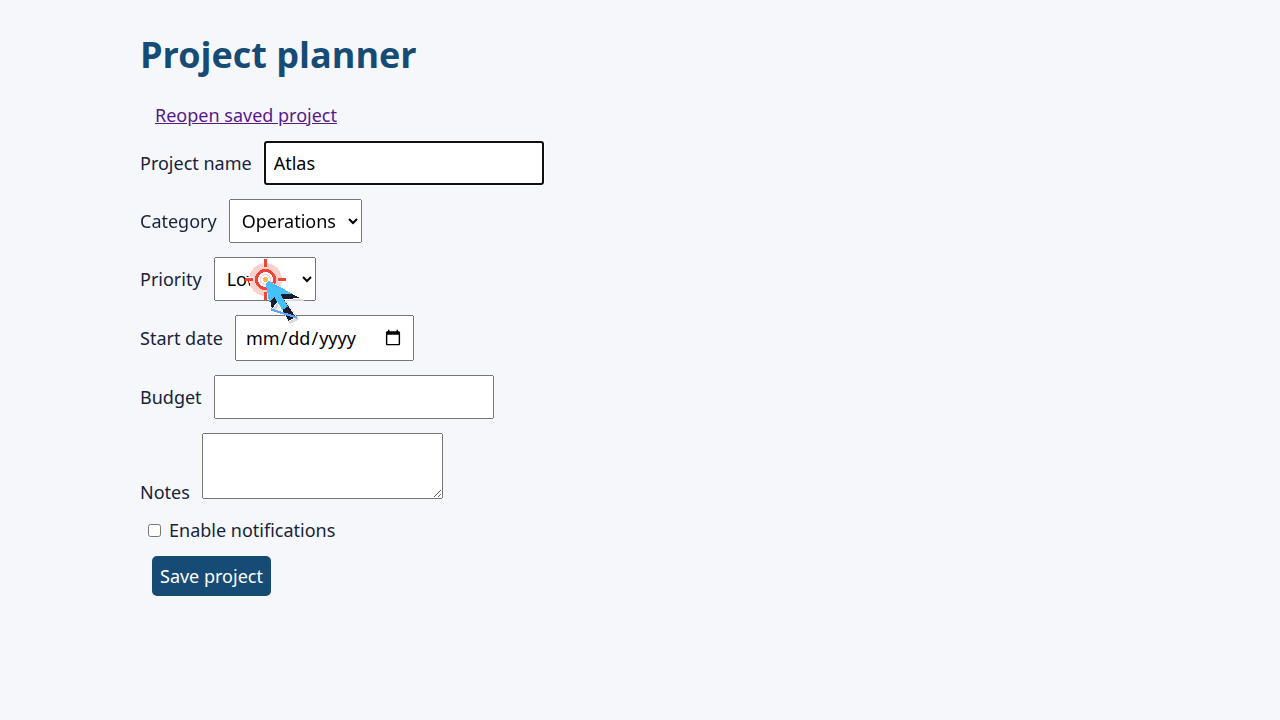 Project planner
Reopen saved project
Project name Atlas
Category Operations
Priority
Start date mm/dd/yyyy
Budget
Notes
Enable notifications
Save project